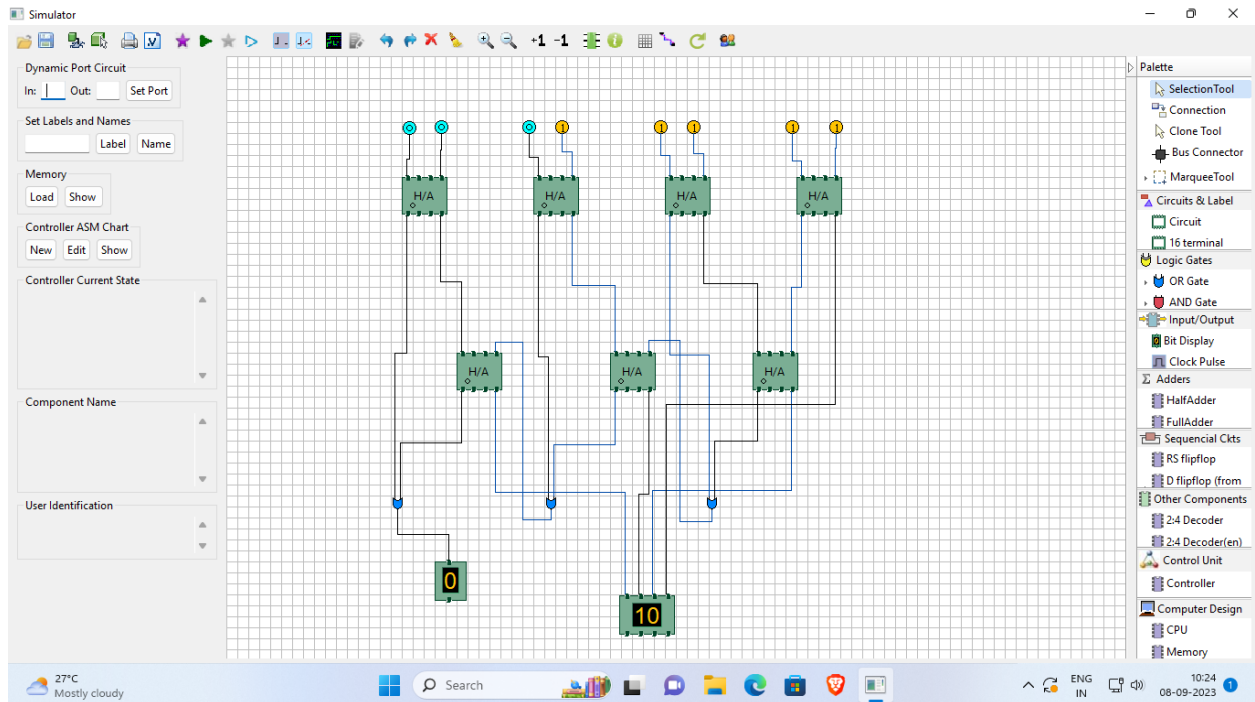 Simulator
+1 -1
Dynamic Port Circuit
In: Out: Set Port
Set Labels and Names
Label Name
Memory
Load Show
Controller ASM Chart
New Edit Show
Controller Current State
Component Name
User Identification
1 1 1 1 1
H/A H/A H/A H/A
H/A H/A H/A
0
10
Palette
SelectionTool
Connection
Clone Tool
Bus Connector
MarqueeTool
Circuits & Label
Circuit
16 terminal
Logic Gates
OR Gate
AND Gate
Input/Output
Bit Display
Clock Pulse
Σ Adders
HalfAdder
FullAdder
Sequencial Ckts
RS flipflop
D flipflop (from
Other Components
2:4 Decoder
2:4 Decoder(en)
Control Unit
Controller
Computer Design
CPU
Memory
27°C
Mostly cloudy
Search
ENG
IN
10:24
08-09-2023
1